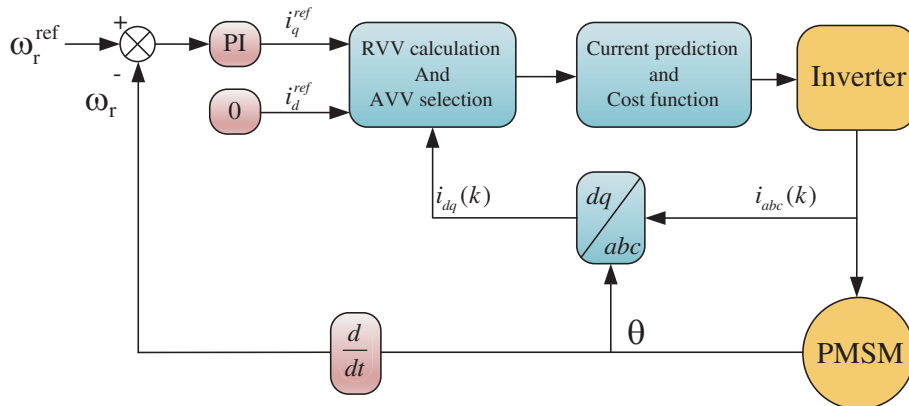 ω_r^ref
+
-
ω_r
PI
i_q^ref
0
i_d^ref
RVV calculation
And
AVV selection
Current prediction
and
Cost function
Inverter
i_dq(k)
dq
abc
i_abc(k)
d
dt
θ
PMSM